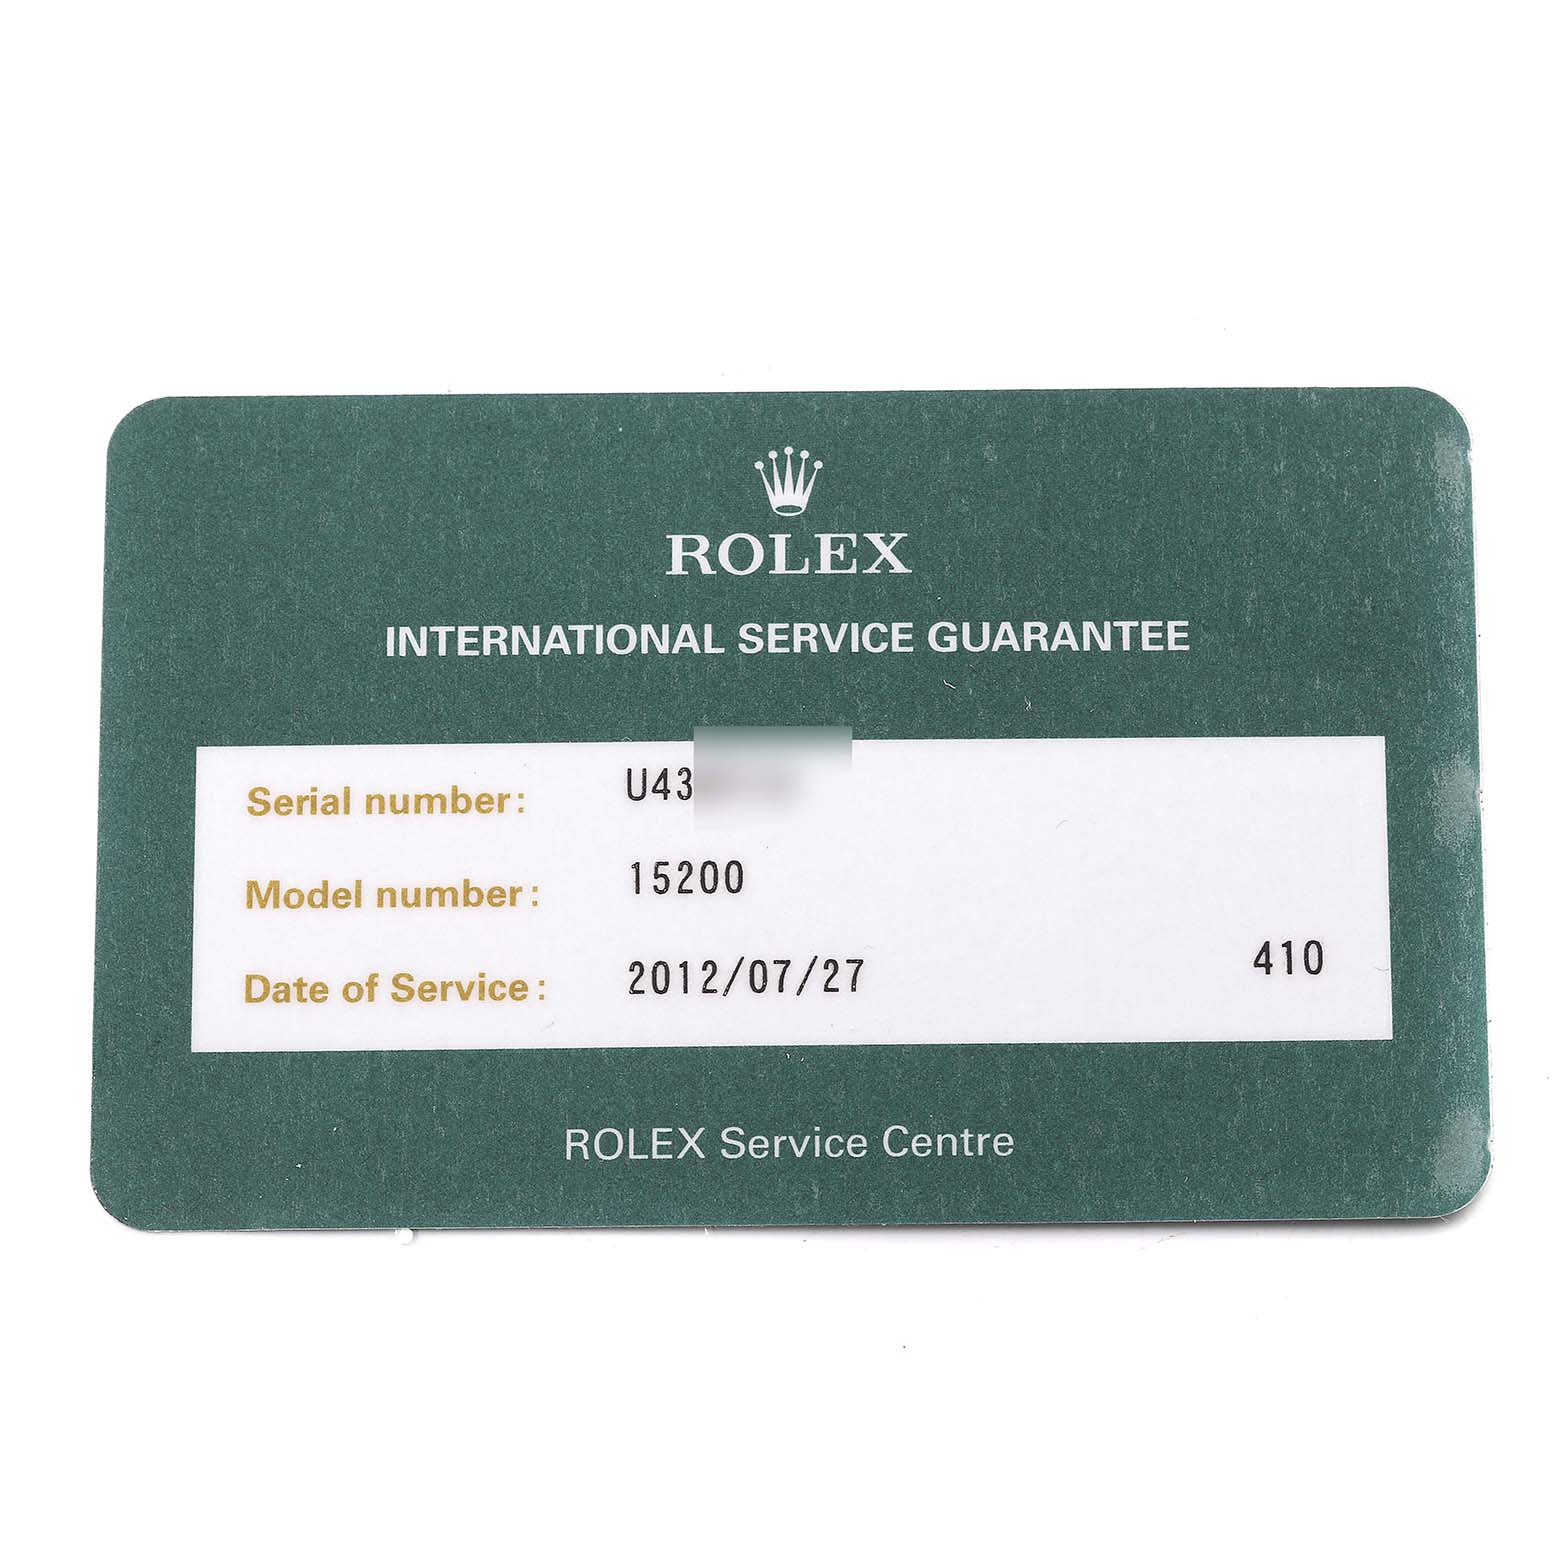 ROLEX
INTERNATIONAL SERVICE GUARANTEE
Serial number: U43
Model number: 15200
Date of Service: 2012/07/27 410
ROLEX Service Centre